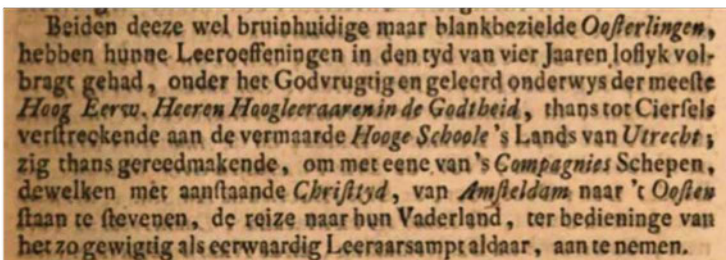 Beiden deeze wel bruinhuidige maar blankbezielde Oosterlingen,
hebben hunne Leeroeffeningen in den tyd van vier Jaaren loflyk vol-
bragt gehad, onder het Godvrugtig en geleerd onderwys der meeste
Hoog Eerw. Heeren Hoogleeraaren in de Godtheid, thans tot Ciersels
verstreckende aan de vermaarde Hooge Schoole 's Lands van Utrecht;
zig thans gereedmakende, om met eene van 's Compagnies Schepen,
dewelken met aanstaande Christtyd, van Amsteldam naar 't Oosten
staan te stevenen, de reize naar hun Vaderland, ter bedieninge van
het zo gewigtig als eerwaardig Leeraarsampt aldaar, aan te nemen.